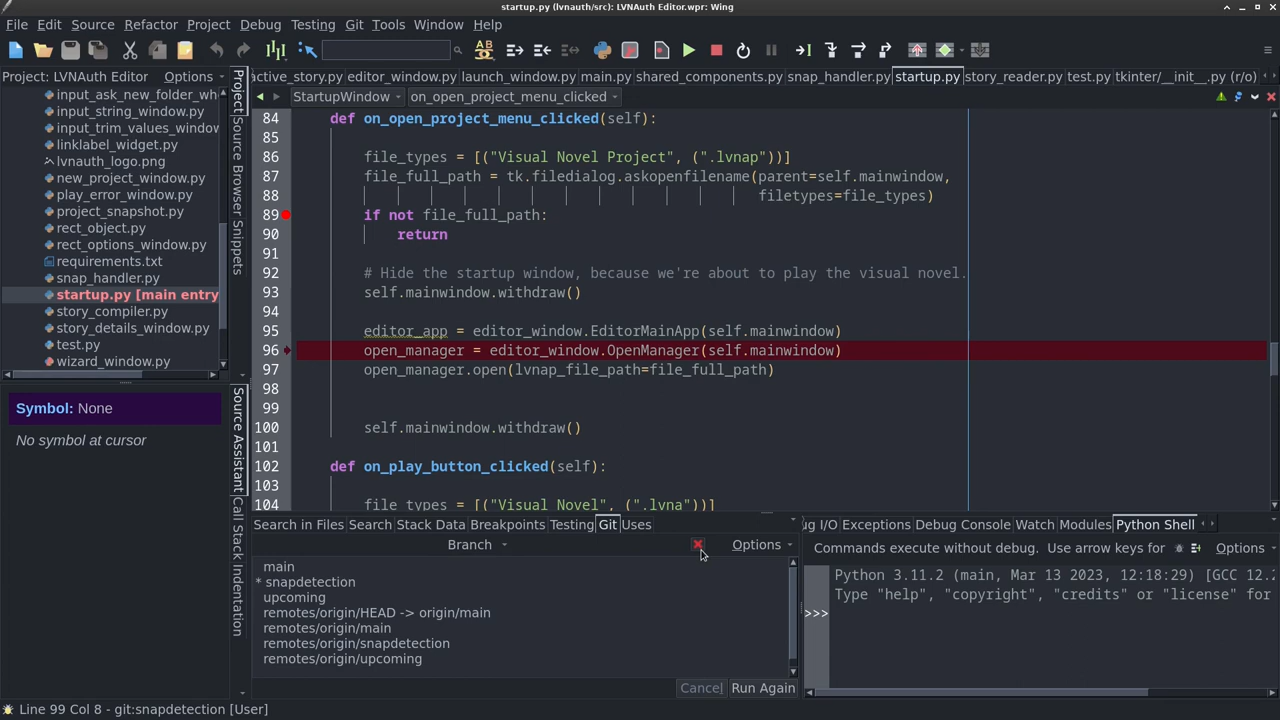 startup.py (lvnauth/src): LVNAuth Editor.wpr: Wing
File Edit Source Refactor Project Debug Testing Git Tools Window Help
Project: LVNAuth Editor Options
input_ask_new_folder_wh
input_string_window.py
input_trim_values_window
linklabel_widget.py
lvnauth_logo.png
new_project_window.py
play_error_window.py
project_snapshot.py
rect_object.py
rect_options_window.py
requirements.txt
snap_handler.py
startup.py [main entry
story_compiler.py
story_details_window.py
test.py
wizard_window.py
Project
Source Browser
Snippets
Symbol: None
No symbol at cursor
Source Assistant
Call Stack
Indentation
active_story.py editor_window.py launch_window.py main.py shared_components.py snap_handler.py startup.py story_reader.py test.py tkinter/__init__.py (r/o)
StartupWindow on_open_project_menu_clicked
84 def on_open_project_menu_clicked(self):
85
86 file_types = [("Visual Novel Project", (".lvnap"))]
87 file_full_path = tk.filedialog.askopenfilename(parent=self.mainwindow,
88 filetypes=file_types)
89 if not file_full_path:
90 return
91
92 # Hide the startup window, because we're about to play the visual novel.
93 self.mainwindow.withdraw()
94
95 editor_app = editor_window.EditorMainApp(self.mainwindow)
96 open_manager = editor_window.OpenManager(self.mainwindow)
97 open_manager.open(lvnap_file_path=file_full_path)
98
99
100 self.mainwindow.withdraw()
101
102 def on_play_button_clicked(self):
103
104 file_types = [("Visual Novel", (".lvna"))]
Search in Files Search Stack Data Breakpoints Testing Git Uses
Branch Options
main
* snapdetection
upcoming
remotes/origin/HEAD -> origin/main
remotes/origin/main
remotes/origin/snapdetection
remotes/origin/upcoming
Cancel Run Again
ug I/O Exceptions Debug Console Watch Modules Python Shell
Commands execute without debug. Use arrow keys for Options
Python 3.11.2 (main, Mar 13 2023, 12:18:29) [GCC 12.2
Type "help", "copyright", "credits" or "license" for
>>>
Line 99 Col 8 - git:snapdetection [User]